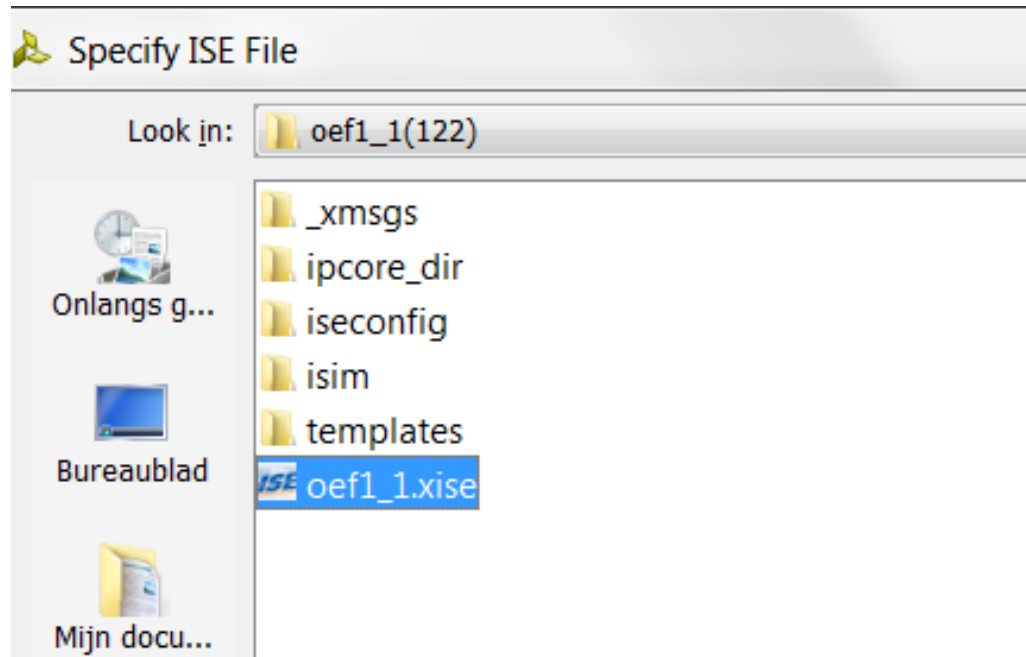 Specify ISE File
Look in:
oef1_1(122)
_xmsgs
ipcore_dir
iseconfig
isim
templates
ISE oef1_1.xise
Onlangs g...
Bureaublad
Mijn docu...